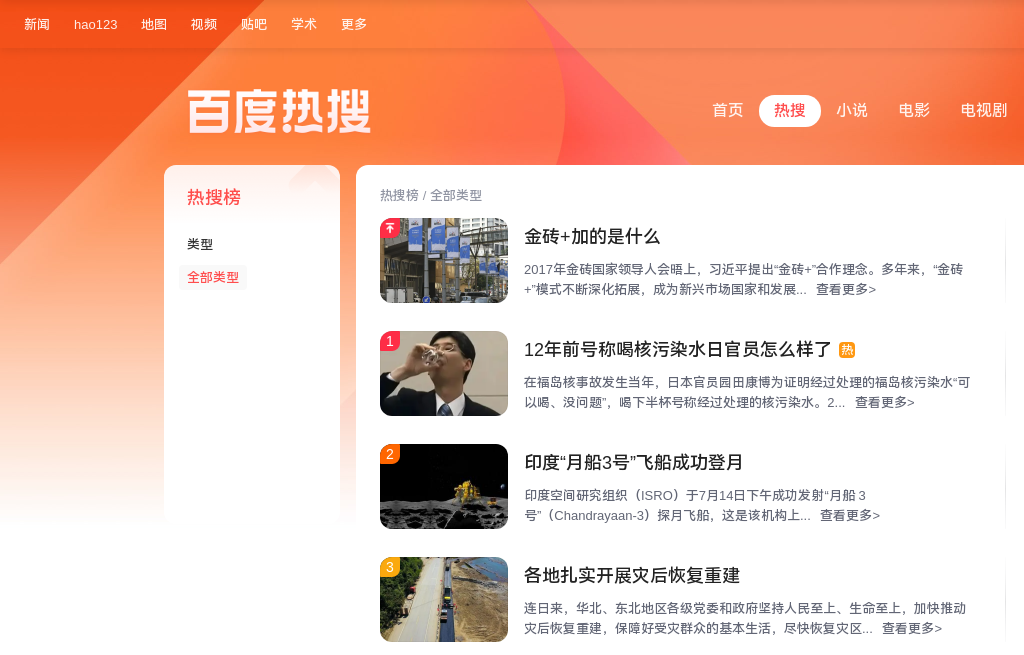 新闻 hao123 地图 视频 贴吧 学术 更多
百度热搜
首页 热搜 小说 电影 电视剧
热搜榜
类型
全部类型
热搜榜 / 全部类型
金砖+加的是什么
2017年金砖国家领导人会晤上，习近平提出“金砖+”合作理念。多年来，“金砖
+”模式不断深化拓展，成为新兴市场国家和发展... 查看更多>
1
12年前号称喝核污染水日官员怎么样了 热
在福岛核事故发生当年，日本官员园田康博为证明经过处理的福岛核污染水“可
以喝、没问题”，喝下半杯号称经过处理的核污染水。2... 查看更多>
2
印度“月船3号”飞船成功登月
印度空间研究组织（ISRO）于7月14日下午成功发射“月船 3
号”（Chandrayaan-3）探月飞船，这是该机构上... 查看更多>
3
各地扎实开展灾后恢复重建
连日来，华北、东北地区各级党委和政府坚持人民至上、生命至上，加快推动
灾后恢复重建，保障好受灾群众的基本生活，尽快恢复灾区... 查看更多>